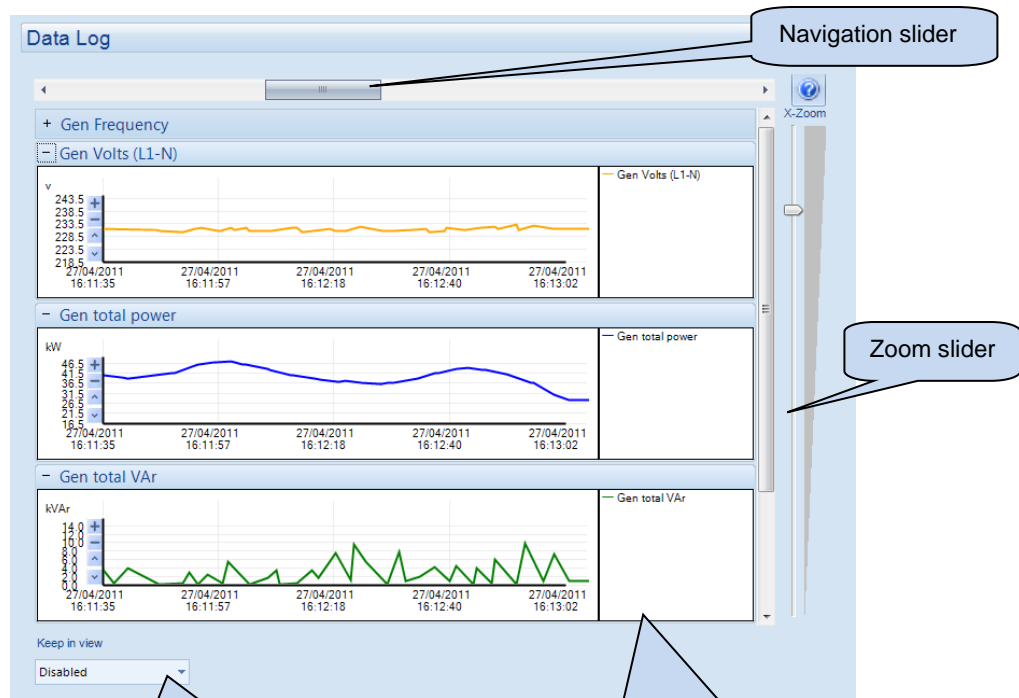 Data Log
Navigation slider
X-Zoom
+ Gen Frequency
- Gen Volts (L1-N)
v
243.5
238.5
233.5
228.5
223.5
218.5
27/04/2011 27/04/2011 27/04/2011 27/04/2011 27/04/2011
16:11:35 16:11:57 16:12:18 16:12:40 16:13:02
Gen Volts (L1-N)
- Gen total power
kW
46.5
41.5
36.5
31.5
26.5
21.5
16.5
27/04/2011 27/04/2011 27/04/2011 27/04/2011 27/04/2011
16:11:35 16:11:57 16:12:18 16:12:40 16:13:02
Gen total power
Zoom slider
- Gen total VAr
kVAr
14.0
12.0
10.0
8.0
6.0
4.0
2.0
0.0
27/04/2011 27/04/2011 27/04/2011 27/04/2011 27/04/2011
16:11:35 16:11:57 16:12:18 16:12:40 16:13:02
Gen total VAr
Keep in view
Disabled